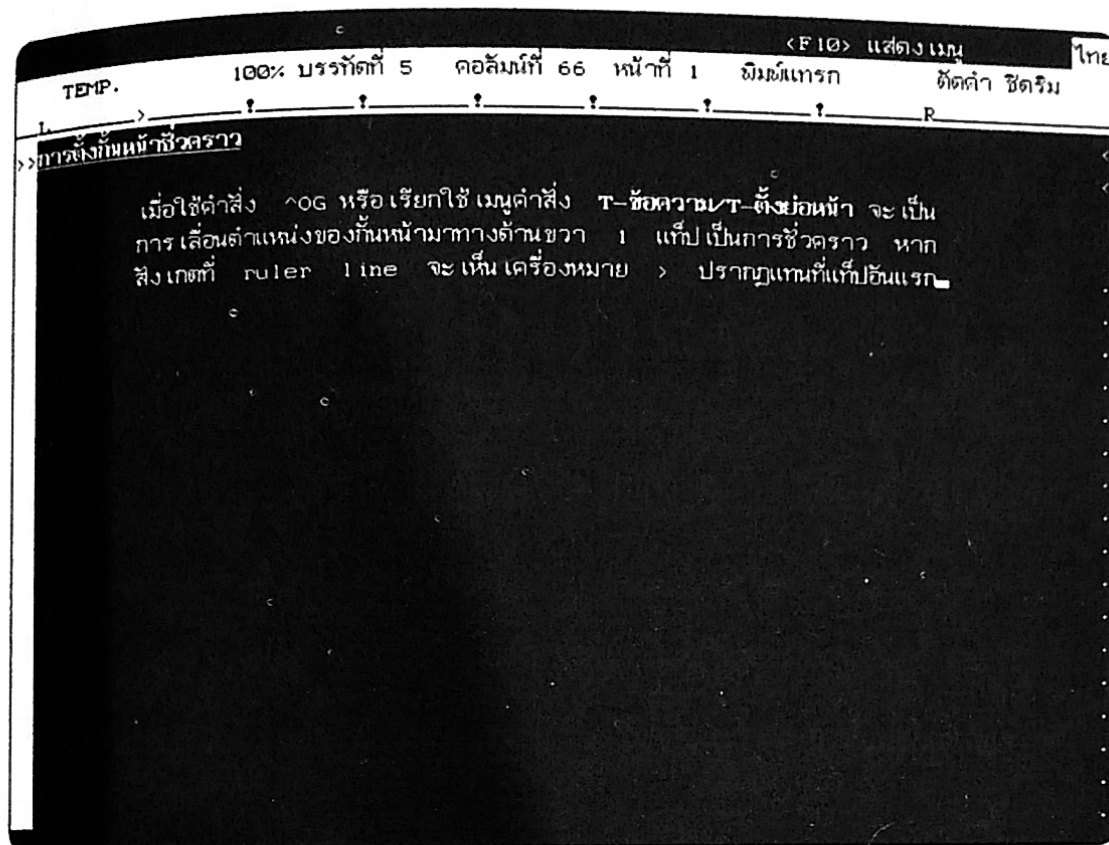 <F10> แสดงเมนู ไทย
TEMP. 100% บรรทัดที่ 5 คอลัมน์ที่ 66 หน้าที่ 1 พิมพ์แทรก ตัดคำ ชิดริม
L >
R
>>การตั้งกั้นหน้าชั่วคราว
เมื่อใช้คำสั่ง ^OG หรือเรียกใช้เมนูคำสั่ง T-ข้อความ/T-ตั้งย่อหน้า จะเป็น
การเลื่อนตำแหน่งของกั้นหน้ามาทางด้านขวา 1 แท็ป เป็นการชั่วคราว หาก
สังเกตที่ ruler line จะเห็นเครื่องหมาย > ปรากฏแทนที่แท็ปอันแรก